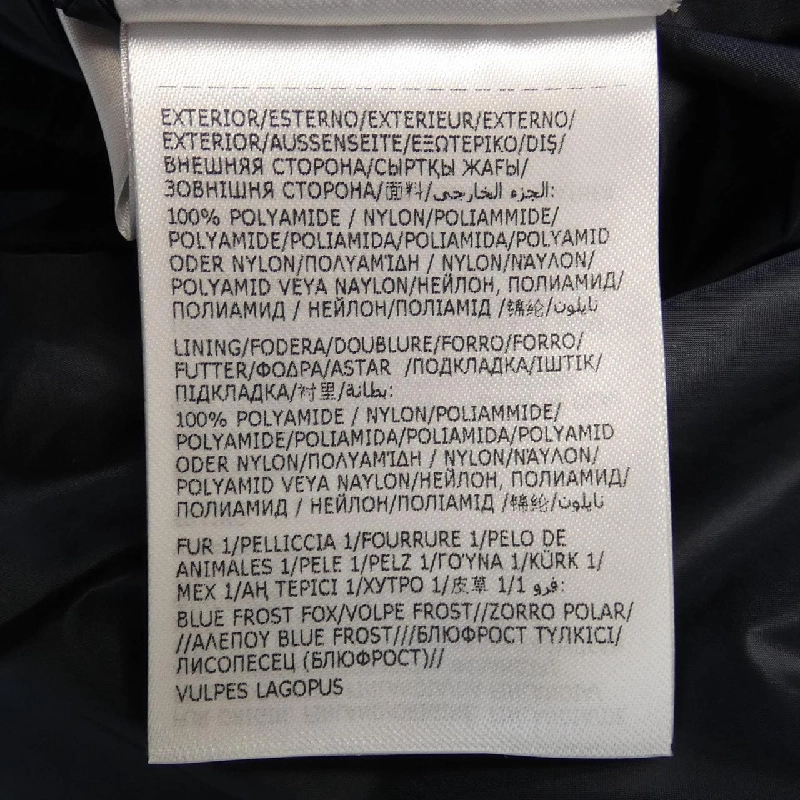 EXTERIOR/ESTERNO/EXTERIEUR/EXTERNO/
EXTERIOR/AUSSENSEITE/ΕΞΩΤΕΡΙΚΟ/DIŞ/
ВНЕШНЯЯ СТОРОНА/СЫРТҚЫ ЖАҒЫ/
ЗОВНІШНЯ СТОРОНА/面料/الجزء الخارجي:
100% POLYAMIDE / NYLON/POLIAMMIDE/
POLYAMIDE/POLIAMIDA/POLIAMIDA/POLYAMID
ODER NYLON/ΠΟΛΥΑΜΊΔΗ / NYLON/ΝΆΥΛΟΝ/
POLYAMID VEYA NAYLON/НЕЙЛОН, ПОЛИАМИД/
ПОЛИАМИД / НЕЙЛОН/ПОЛІАМІД /锦纶/نايلون
LINING/FODERA/DOUBLURE/FORRO/FORRO/
FUTTER/ΦΟΔΡΑ/ASTAR /ПОДКЛАДКА/ІШТІК/
ПІДКЛАДКА/衬里/بطانة:
100% POLYAMIDE / NYLON/POLIAMMIDE/
POLYAMIDE/POLIAMIDA/POLIAMIDA/POLYAMID
ODER NYLON/ΠΟΛΥΑΜΊΔΗ / NYLON/ΝΆΥΛΟΝ/
POLYAMID VEYA NAYLON/НЕЙЛОН, ПОЛИАМИД/
ПОЛИАМИД / НЕЙЛОН/ПОЛІАМІД /锦纶/نايلون
FUR 1/PELLICCIA 1/FOURRURE 1/PELO DE
ANIMALES 1/PELE 1/PELZ 1/ΓΟΎΝΑ 1/KÜRK 1/
МЕХ 1/АҢ ТЕРІСІ 1/ХУТРО 1/皮草 1/فرو 1:
BLUE FROST FOX/VOLPE FROST//ZORRO POLAR/
//ΑΛΕΠΟΥ BLUE FROST///БЛЮФРОСТ ТҮЛКІСІ/
ЛИСОПЕСЕЦ (БЛЮФРОСТ)//
VULPES LAGOPUS